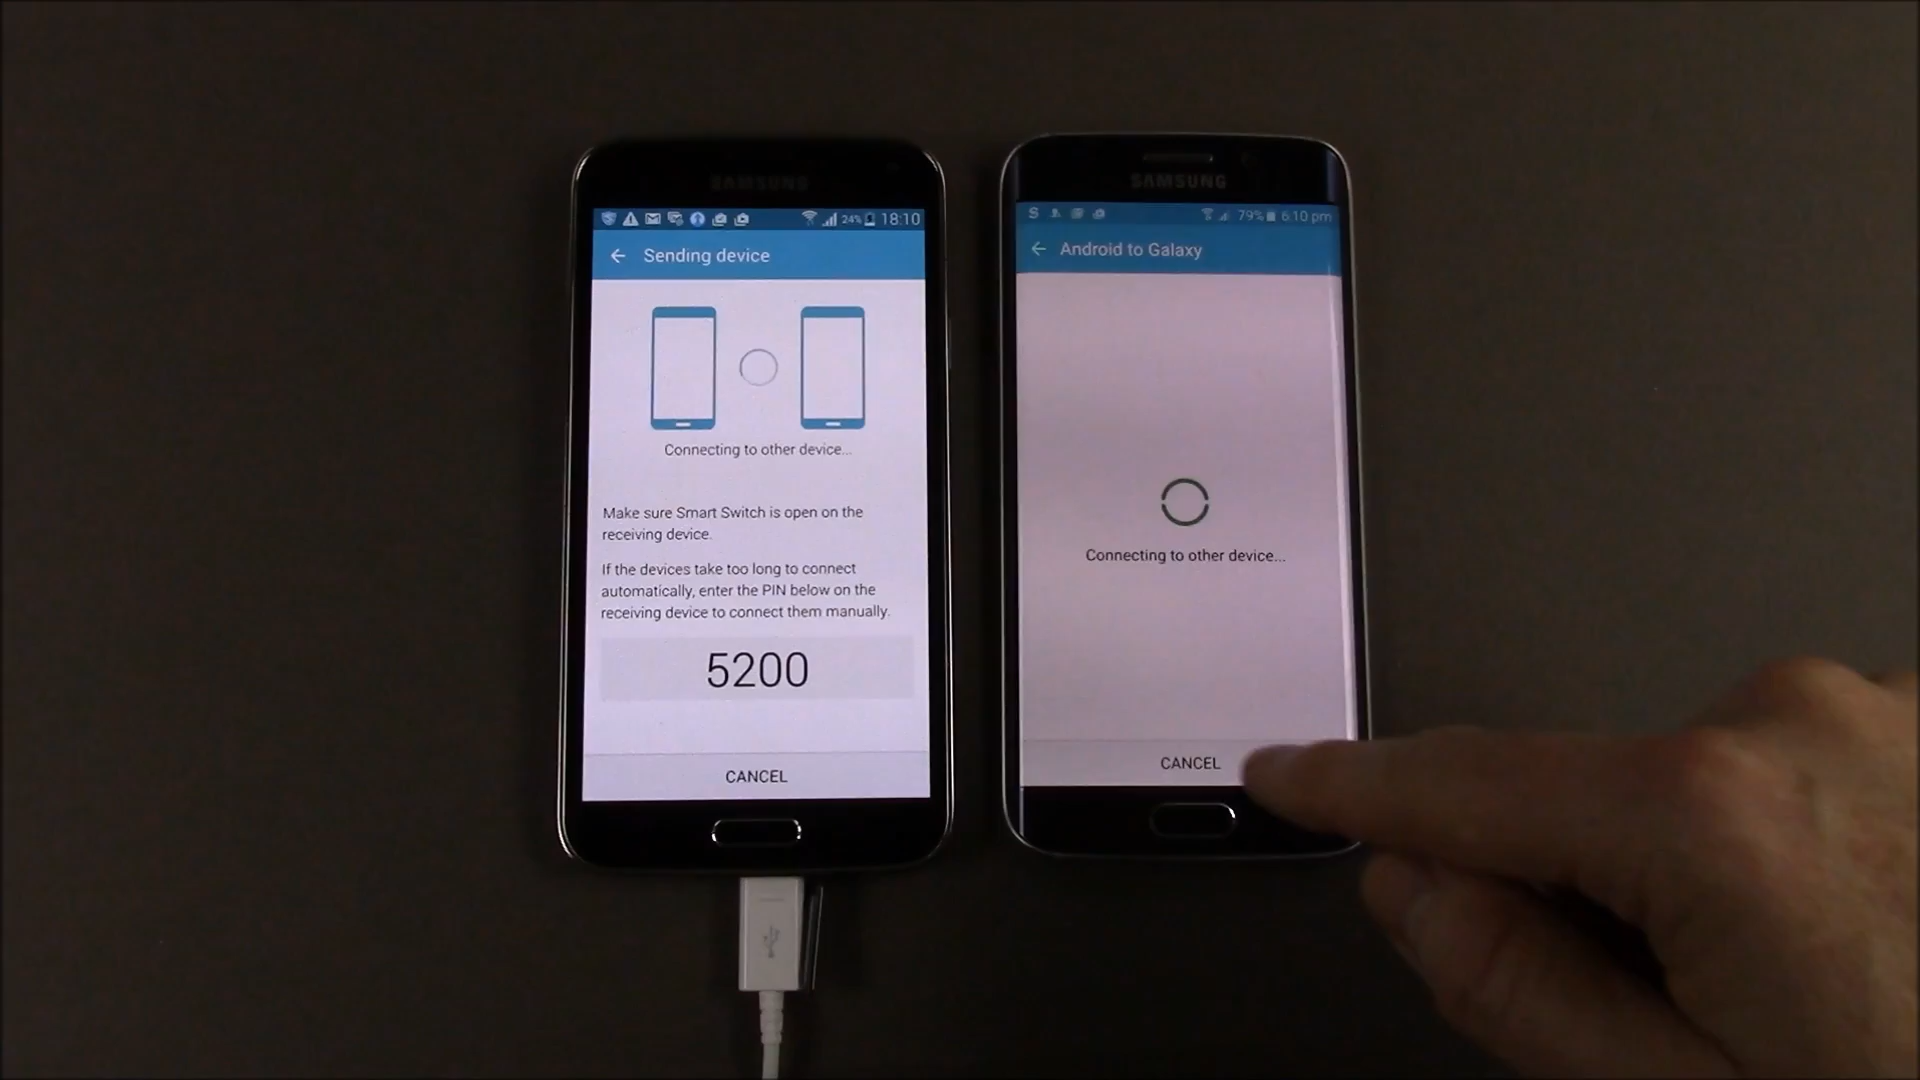 SAMSUNG
24% 18:10
Sending device
Connecting to other device...
Make sure Smart Switch is open on the
receiving device.
If the devices take too long to connect
automatically, enter the PIN below on the
receiving device to connect them manually.
5200
CANCEL
SAMSUNG
S 79% 6:10 pm
Android to Galaxy
Connecting to other device...
CANCEL